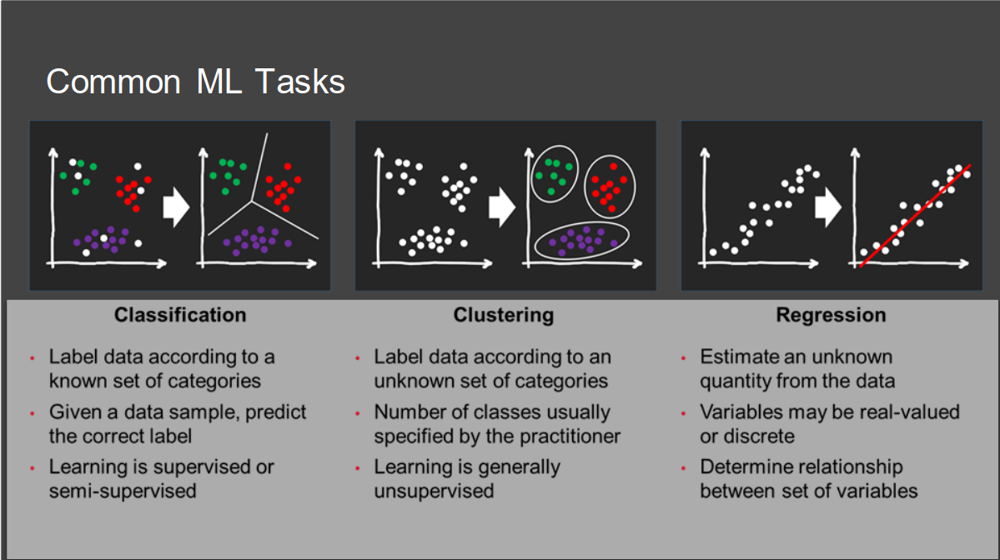 Common ML Tasks
Classification
• Label data according to a
known set of categories
• Given a data sample, predict
the correct label
• Learning is supervised or
semi-supervised
Clustering
• Label data according to an
unknown set of categories
• Number of classes usually
specified by the practitioner
• Learning is generally
unsupervised
Regression
• Estimate an unknown
quantity from the data
• Variables may be real-valued
or discrete
• Determine relationship
between set of variables